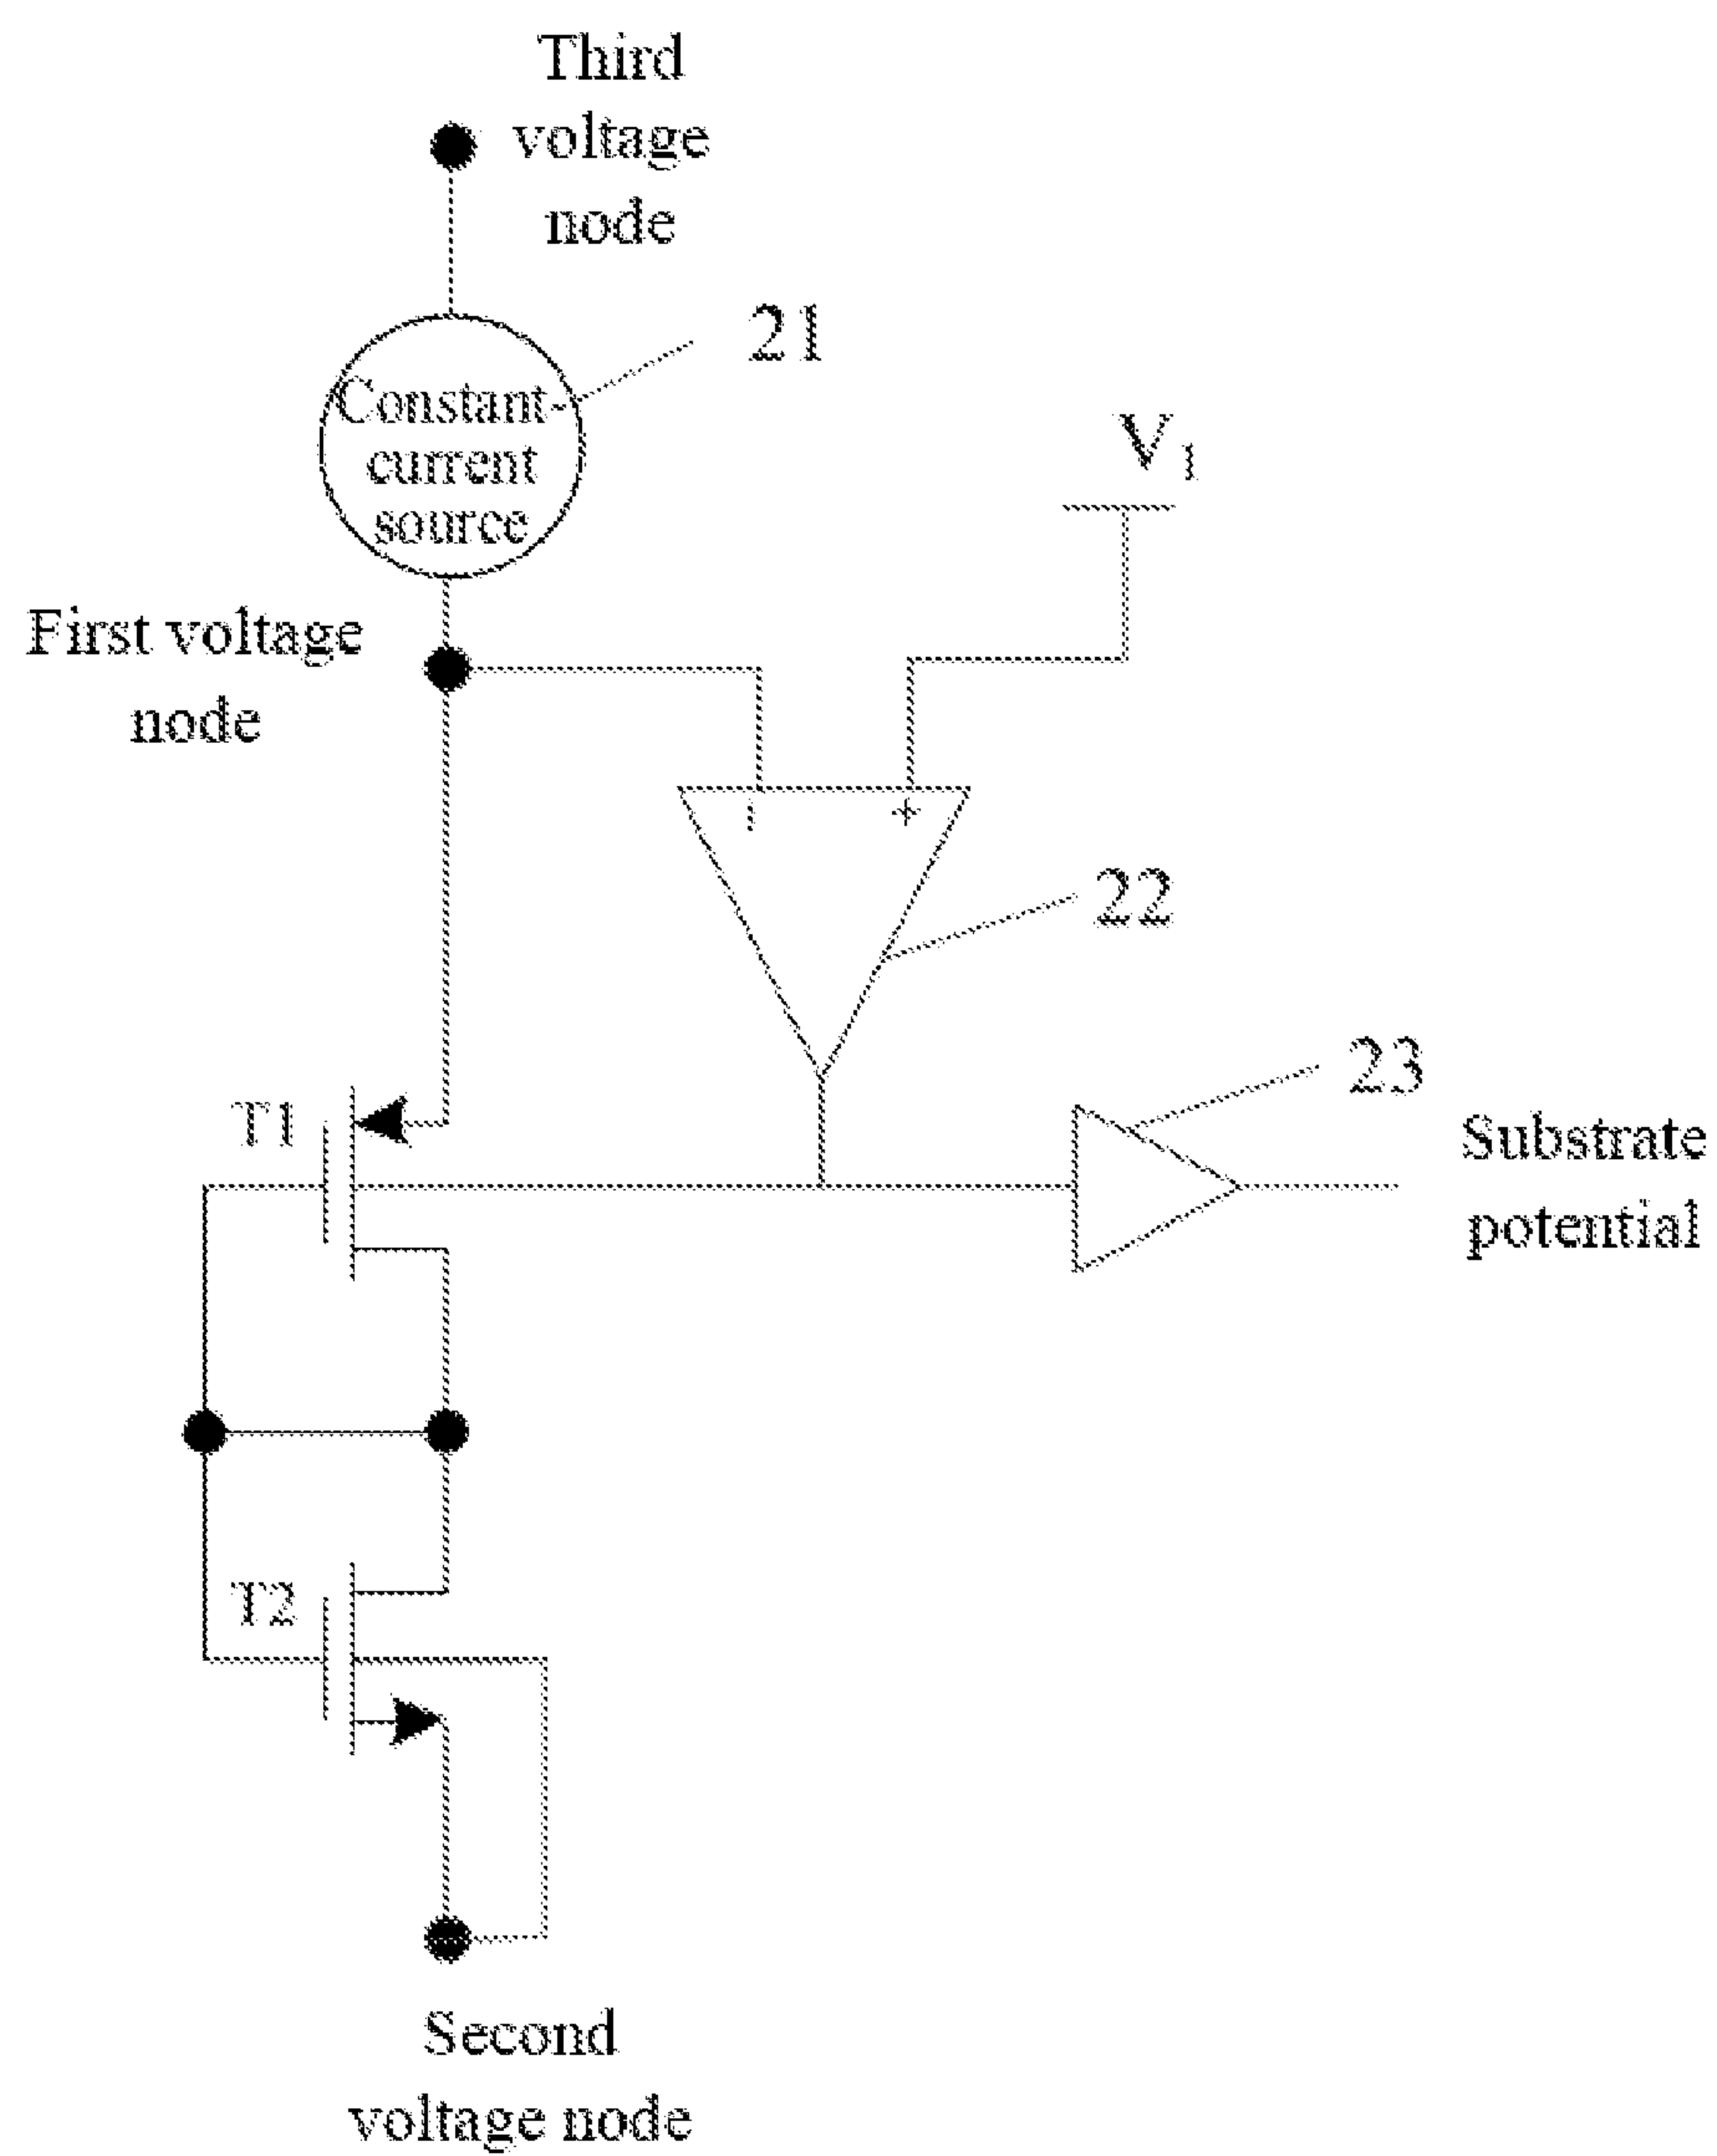 Third
voltage
node
21
Constant
current
source
V1
First voltage
node
- +
22
23
T1
Substrate
potential
T2
Second
voltage node